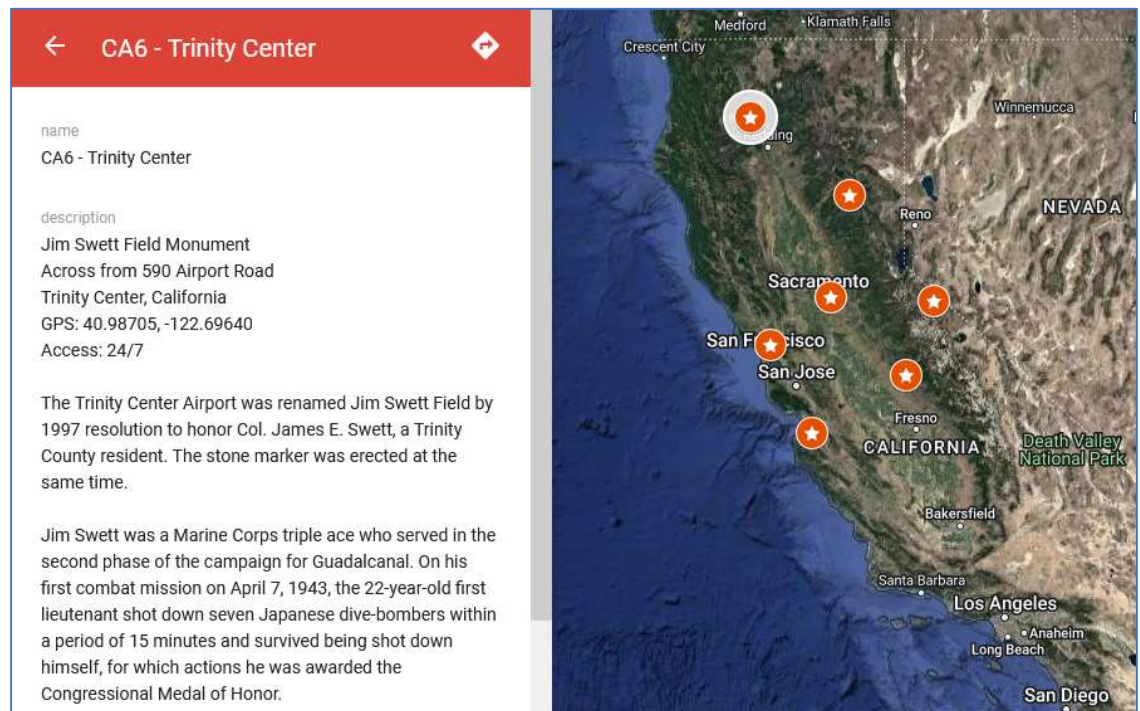 CA6 - Trinity Center
name
CA6 - Trinity Center
description
Jim Swett Field Monument
Across from 590 Airport Road
Trinity Center, California
GPS: 40.98705, -122.69640
Access: 24/7
The Trinity Center Airport was renamed Jim Swett Field by
1997 resolution to honor Col. James E. Swett, a Trinity
County resident. The stone marker was erected at the
same time.
Jim Swett was a Marine Corps triple ace who served in the
second phase of the campaign for Guadalcanal. On his
first combat mission on April 7, 1943, the 22-year-old first
lieutenant shot down seven Japanese dive-bombers within
a period of 15 minutes and survived being shot down
himself, for which actions he was awarded the
Congressional Medal of Honor.
Medford
Klamath Falls
Crescent City
Winnemucca
Reno
NEVADA
Sacramento
San Jose
Fresno
CALIFORNIA
Death Valley
National Park
Bakersfield
Santa Barbara
Los Angeles
Anaheim
Long Beach
San Diego